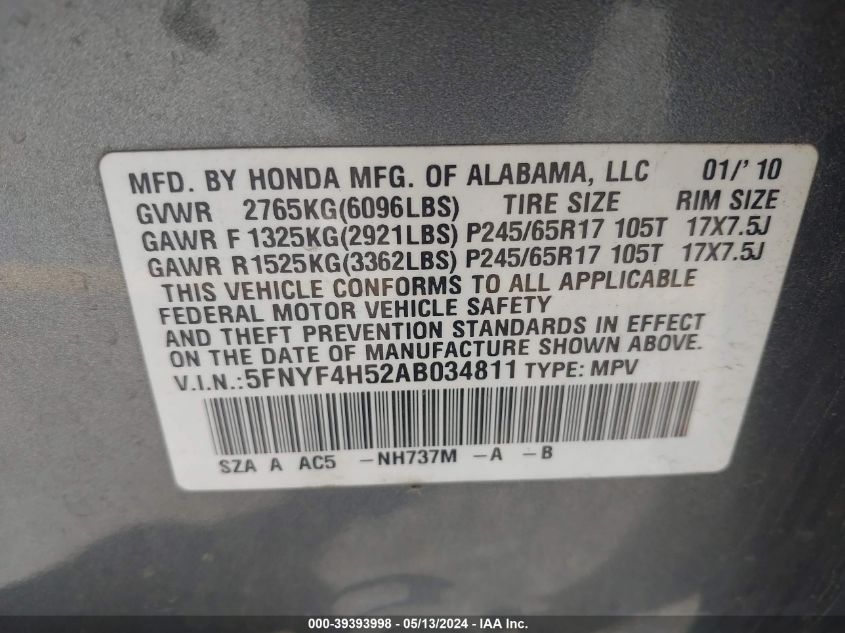 MFD. BY HONDA MFG. OF ALABAMA, LLC 01/' 10
GVWR 2765KG(6096LBS) TIRE SIZE RIM SIZE
GAWR F 1325KG(2921LBS) P245/65R17 105T 17X7.5J
GAWR R 1525KG(3362LBS) P245/65R17 105T 17X7.5J
THIS VEHICLE CONFORMS TO ALL APPLICABLE
FEDERAL MOTOR VEHICLE SAFETY
AND THEFT PREVENTION STANDARDS IN EFFECT
ON THE DATE OF MANUFACTURE SHOWN ABOVE.
V.I.N.:5FNYF4H52AB034811 TYPE: MPV
SZA A AC5 -NH737M -A -B
000-39393998 - 05/13/2024 - IAA Inc.